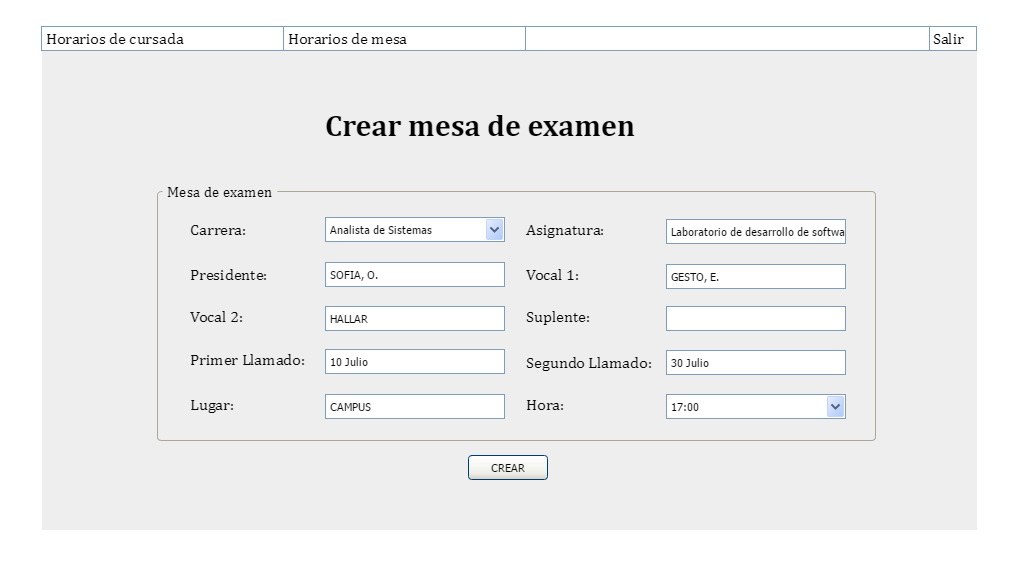 Horarios de cursada Horarios de mesa Salir
Crear mesa de examen
Mesa de examen
Carrera: Analista de Sistemas Asignatura: Laboratorio de desarrollo de softwa
Presidente: SOFIA, O. Vocal 1: GESTO, E.
Vocal 2: HALLAR Suplente:
Primer Llamado: 10 Julio Segundo Llamado: 30 Julio
Lugar: CAMPUS Hora: 17:00
CREAR